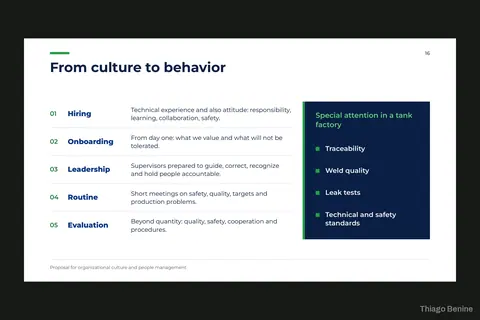 16
From culture to behavior
01 Hiring
Technical experience and also attitude: responsibility,
learning, collaboration, safety.
02 Onboarding
From day one: what we value and what will not be
tolerated.
03 Leadership
Supervisors prepared to guide, correct, recognize
and hold people accountable.
04 Routine
Short meetings on safety, quality, targets and
production problems.
05 Evaluation
Beyond quantity: quality, safety, cooperation and
procedures.
Special attention in a tank
factory
Traceability
Weld quality
Leak tests
Technical and safety
standards
Proposal for organizational culture and people management
Thiago Benine